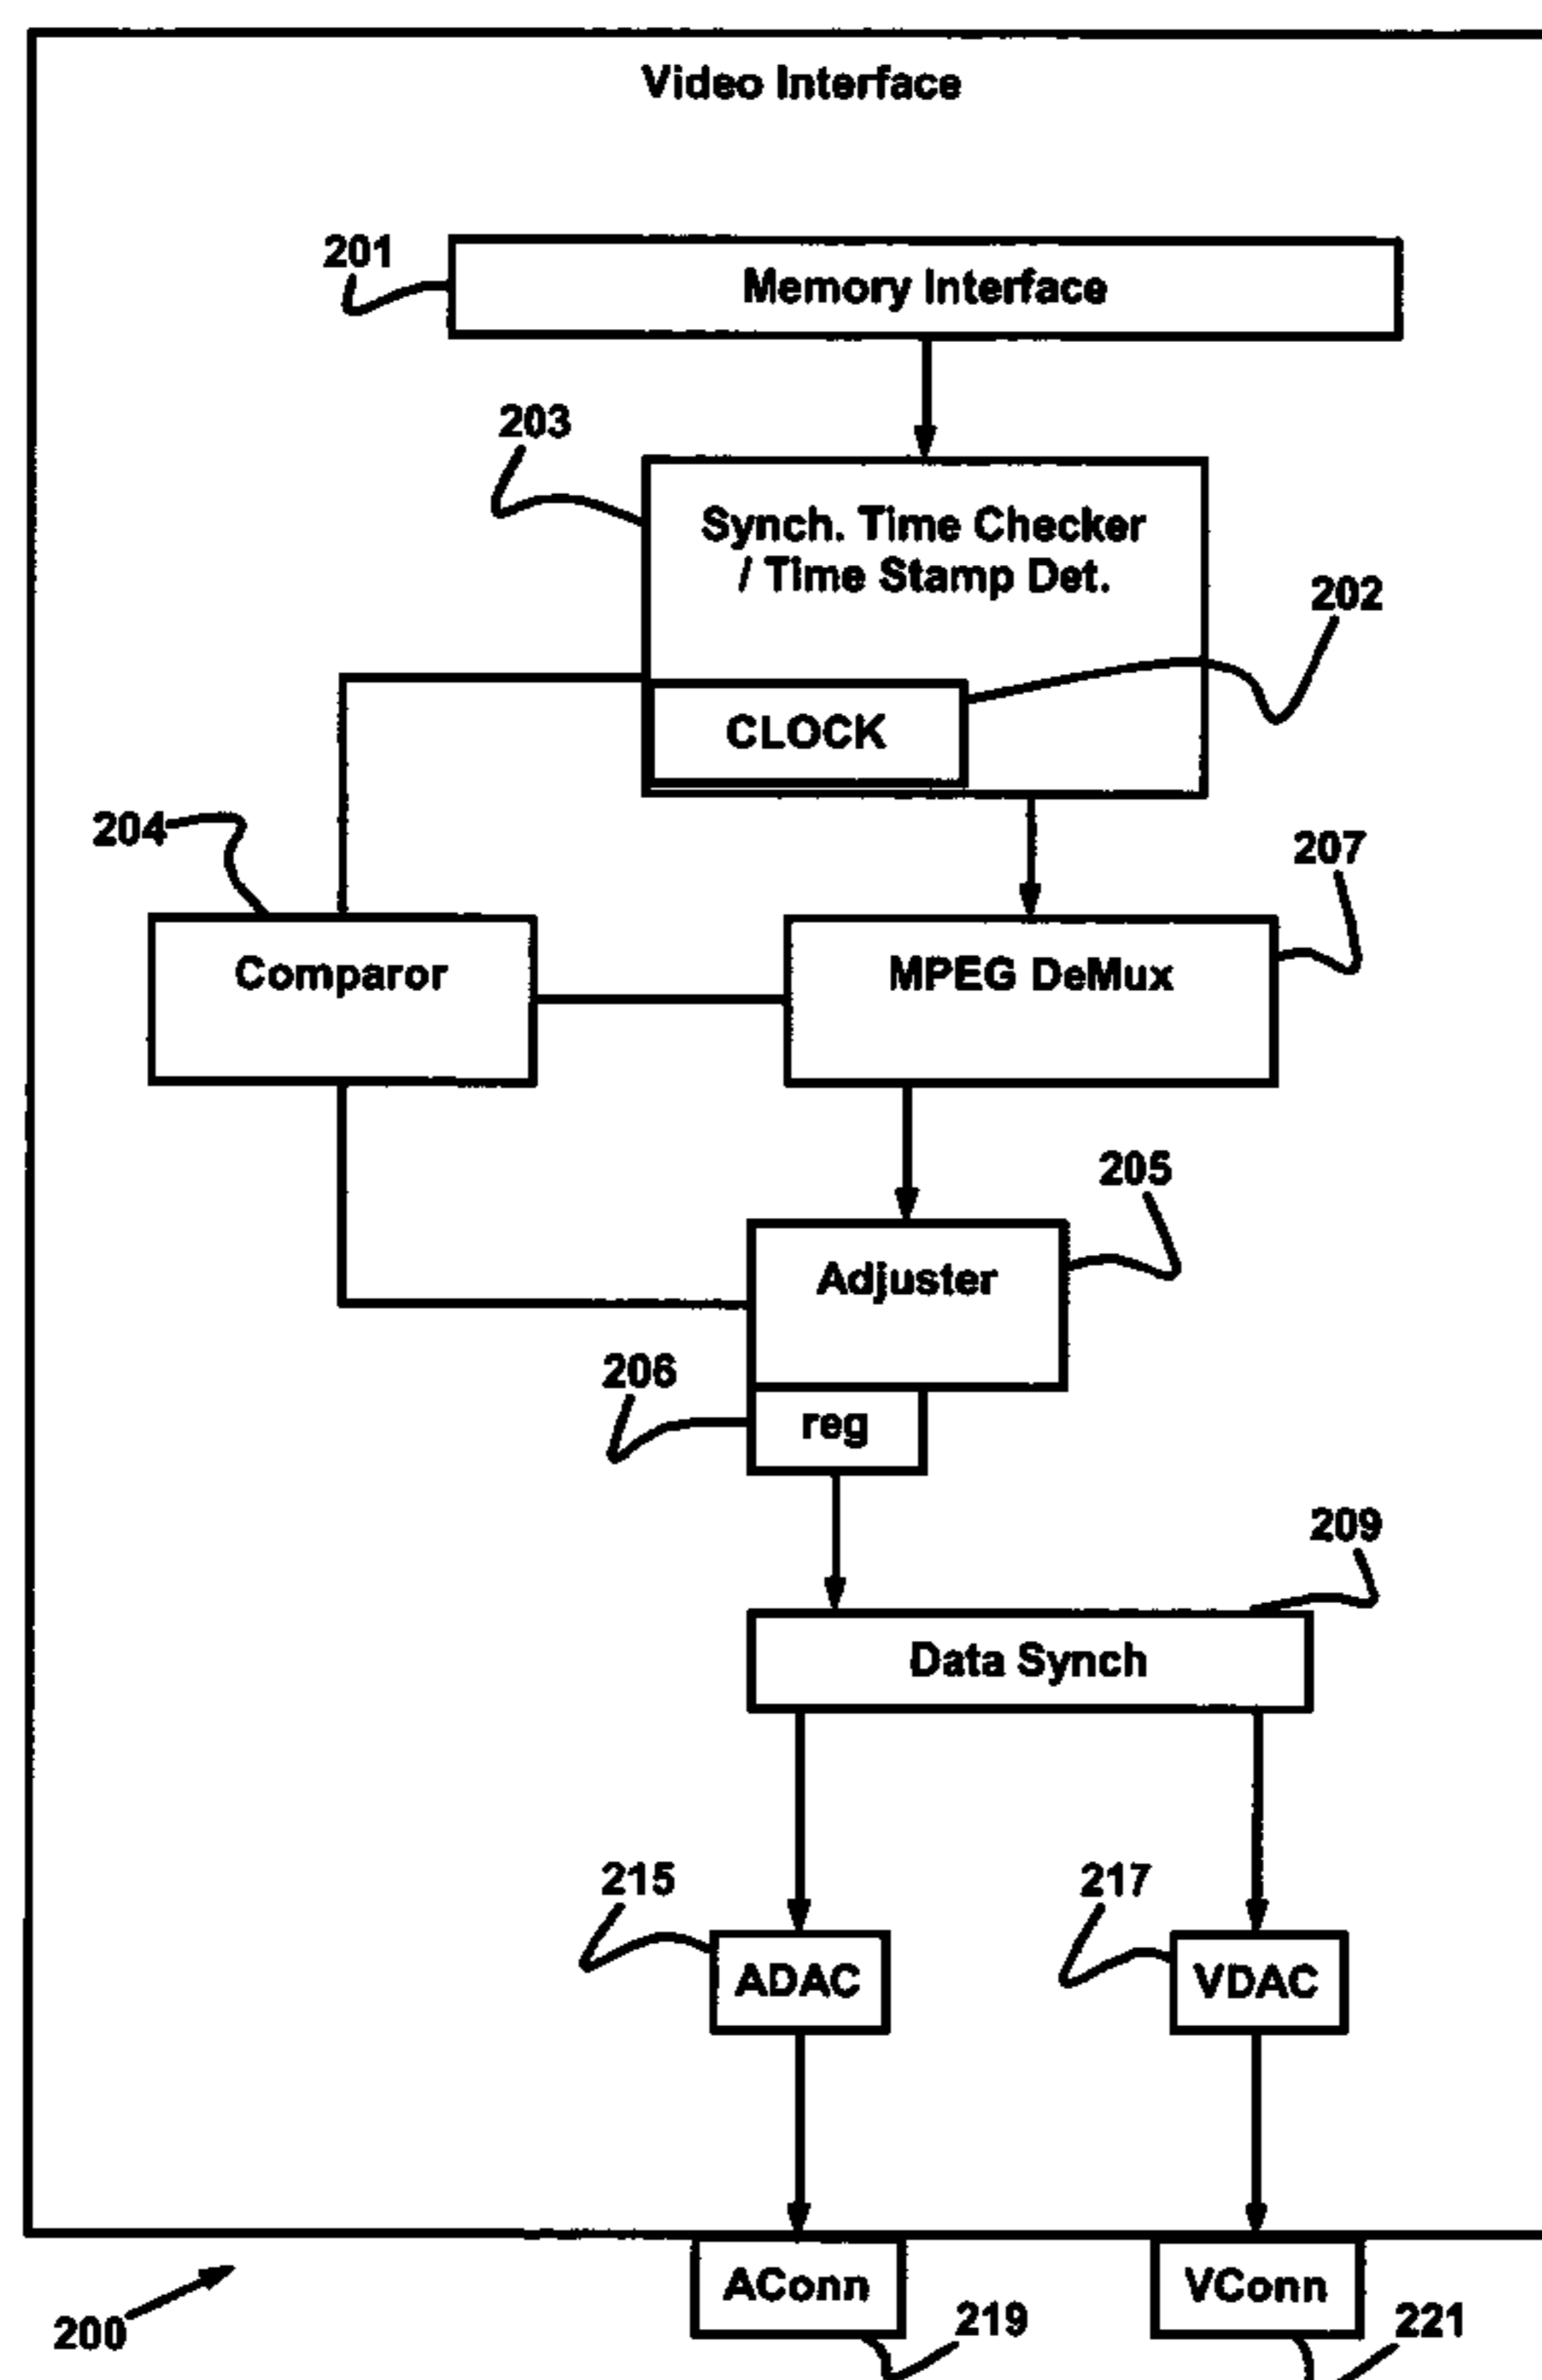 Video Interface
201
Memory Interface
203
Synch. Time Checker
/ Time Stamp Det.
202
CLOCK
204
207
Comparor
MPEG DeMux
205
Adjuster
206
reg
209
Data Synch
215
217
ADAC
VDAC
AConn
VConn
200
219
221